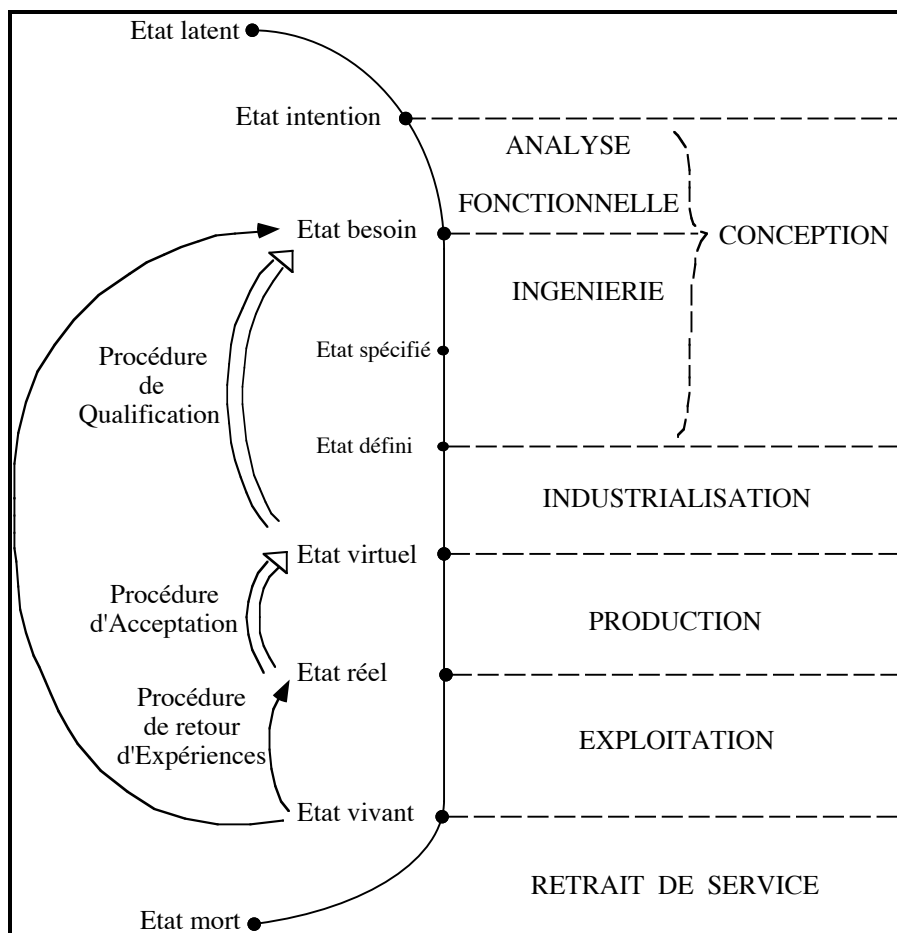 Etat latent
Etat intention
ANALYSE
FONCTIONNELLE
Etat besoin
CONCEPTION
INGENIERIE
Etat spécifié
Procédure
de
Qualification
Etat défini
INDUSTRIALISATION
Etat virtuel
Procédure
d'Acceptation
PRODUCTION
Etat réel
Procédure
de retour
d'Expériences
EXPLOITATION
Etat vivant
RETRAIT DE SERVICE
Etat mort